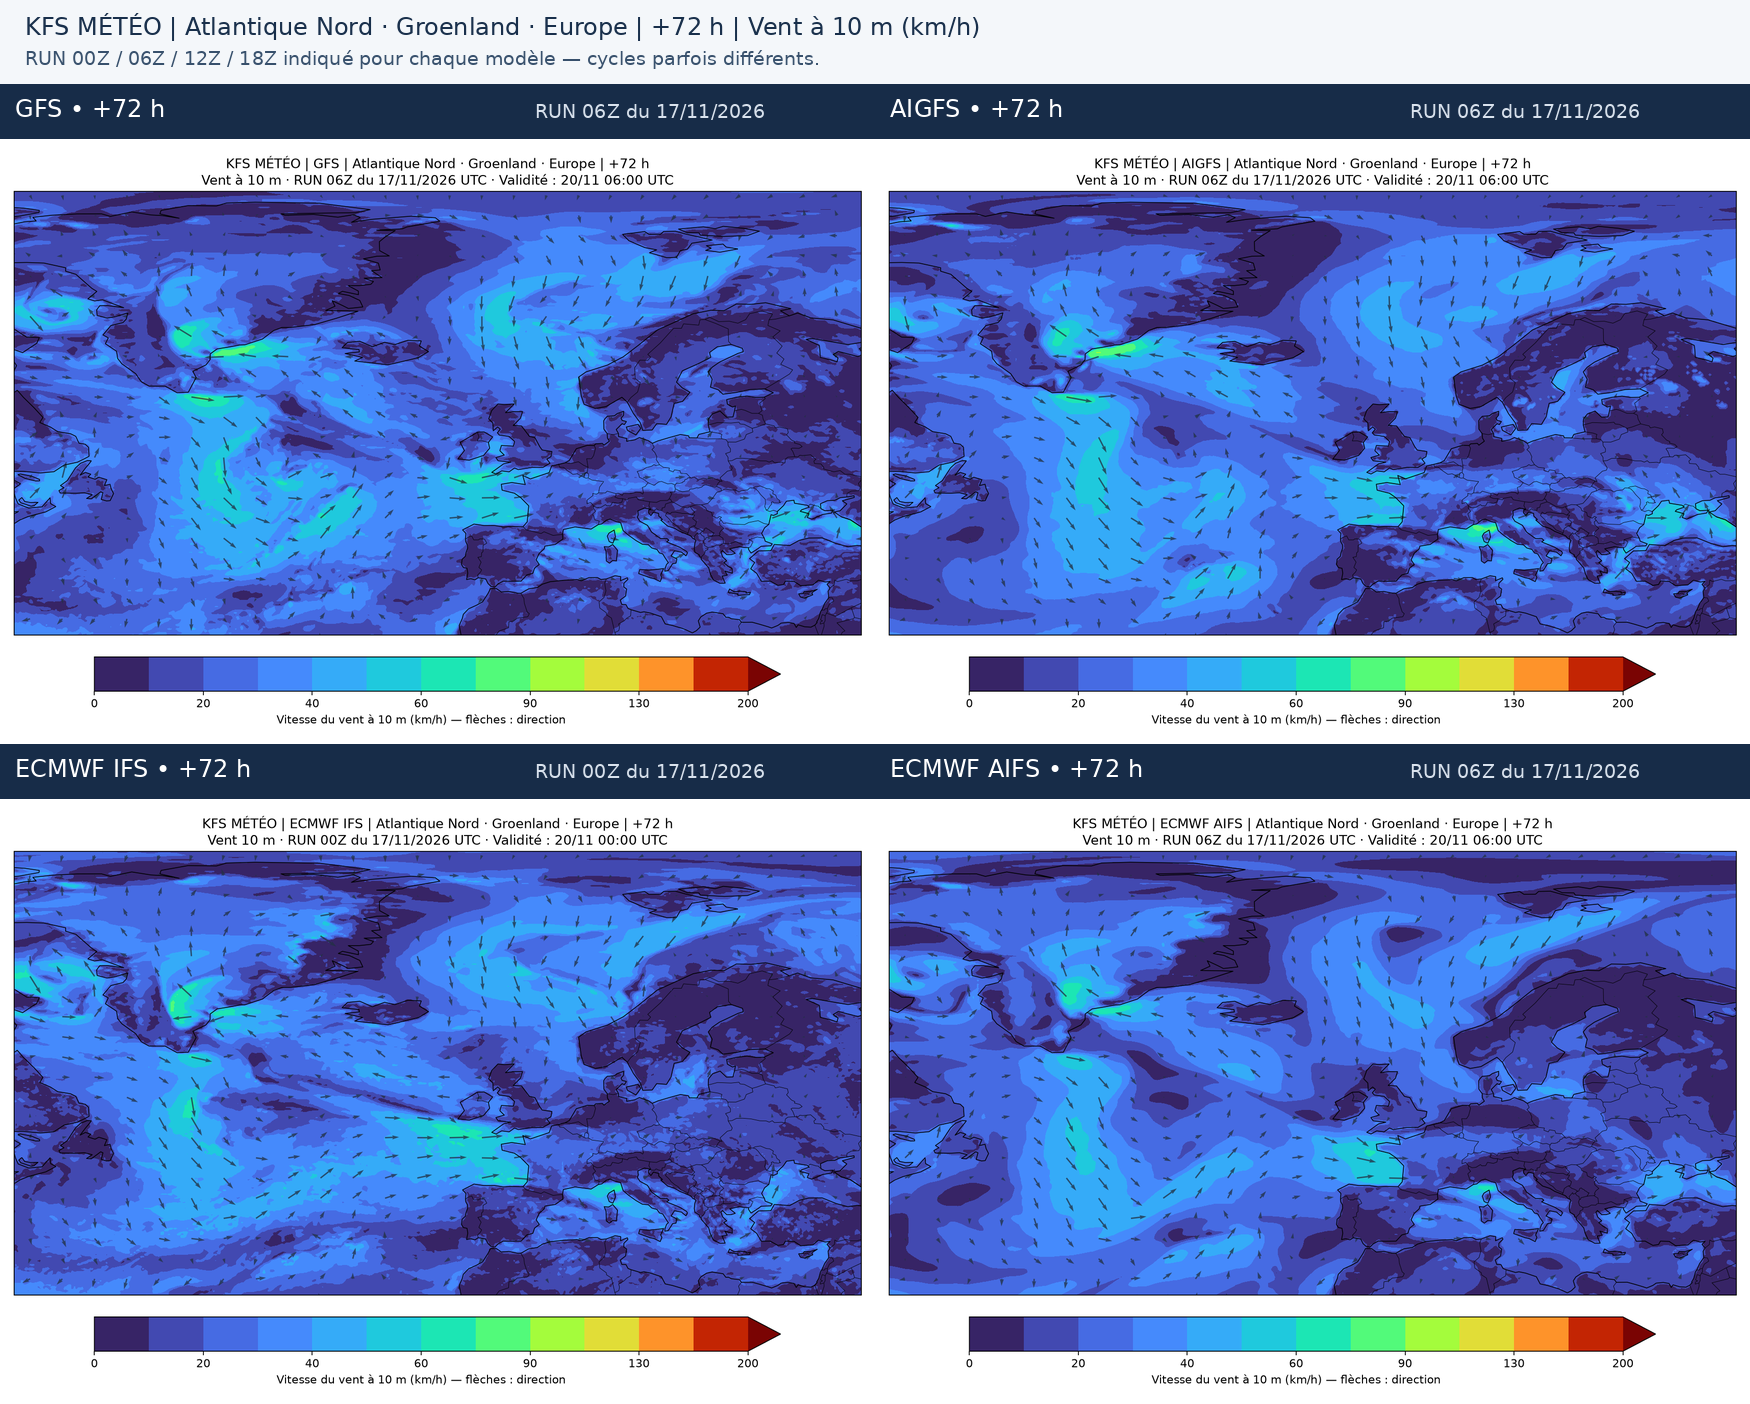 KFS MÉTÉO | Atlantique Nord · Groenland · Europe | +72 h | Vent à 10 m (km/h)
RUN 00Z / 06Z / 12Z / 18Z indiqué pour chaque modèle — cycles parfois différents.
GFS • +72 h
RUN 06Z du 17/11/2026
KFS MÉTÉO | GFS | Atlantique Nord · Groenland · Europe | +72 h
Vent à 10 m · RUN 06Z du 17/11/2026 UTC · Validité : 20/11 06:00 UTC
0 20 40 60 90 130 200
Vitesse du vent à 10 m (km/h) — flèches : direction
AIGFS • +72 h
RUN 06Z du 17/11/2026
KFS MÉTÉO | AIGFS | Atlantique Nord · Groenland · Europe | +72 h
Vent à 10 m · RUN 06Z du 17/11/2026 UTC · Validité : 20/11 06:00 UTC
0 20 40 60 90 130 200
Vitesse du vent à 10 m (km/h) — flèches : direction
ECMWF IFS • +72 h
RUN 00Z du 17/11/2026
KFS MÉTÉO | ECMWF IFS | Atlantique Nord · Groenland · Europe | +72 h
Vent 10 m · RUN 00Z du 17/11/2026 UTC · Validité : 20/11 00:00 UTC
0 20 40 60 90 130 200
Vitesse du vent à 10 m (km/h) — flèches : direction
ECMWF AIFS • +72 h
RUN 06Z du 17/11/2026
KFS MÉTÉO | ECMWF AIFS | Atlantique Nord · Groenland · Europe | +72 h
Vent 10 m · RUN 06Z du 17/11/2026 UTC · Validité : 20/11 06:00 UTC
0 20 40 60 90 130 200
Vitesse du vent à 10 m (km/h) — flèches : direction